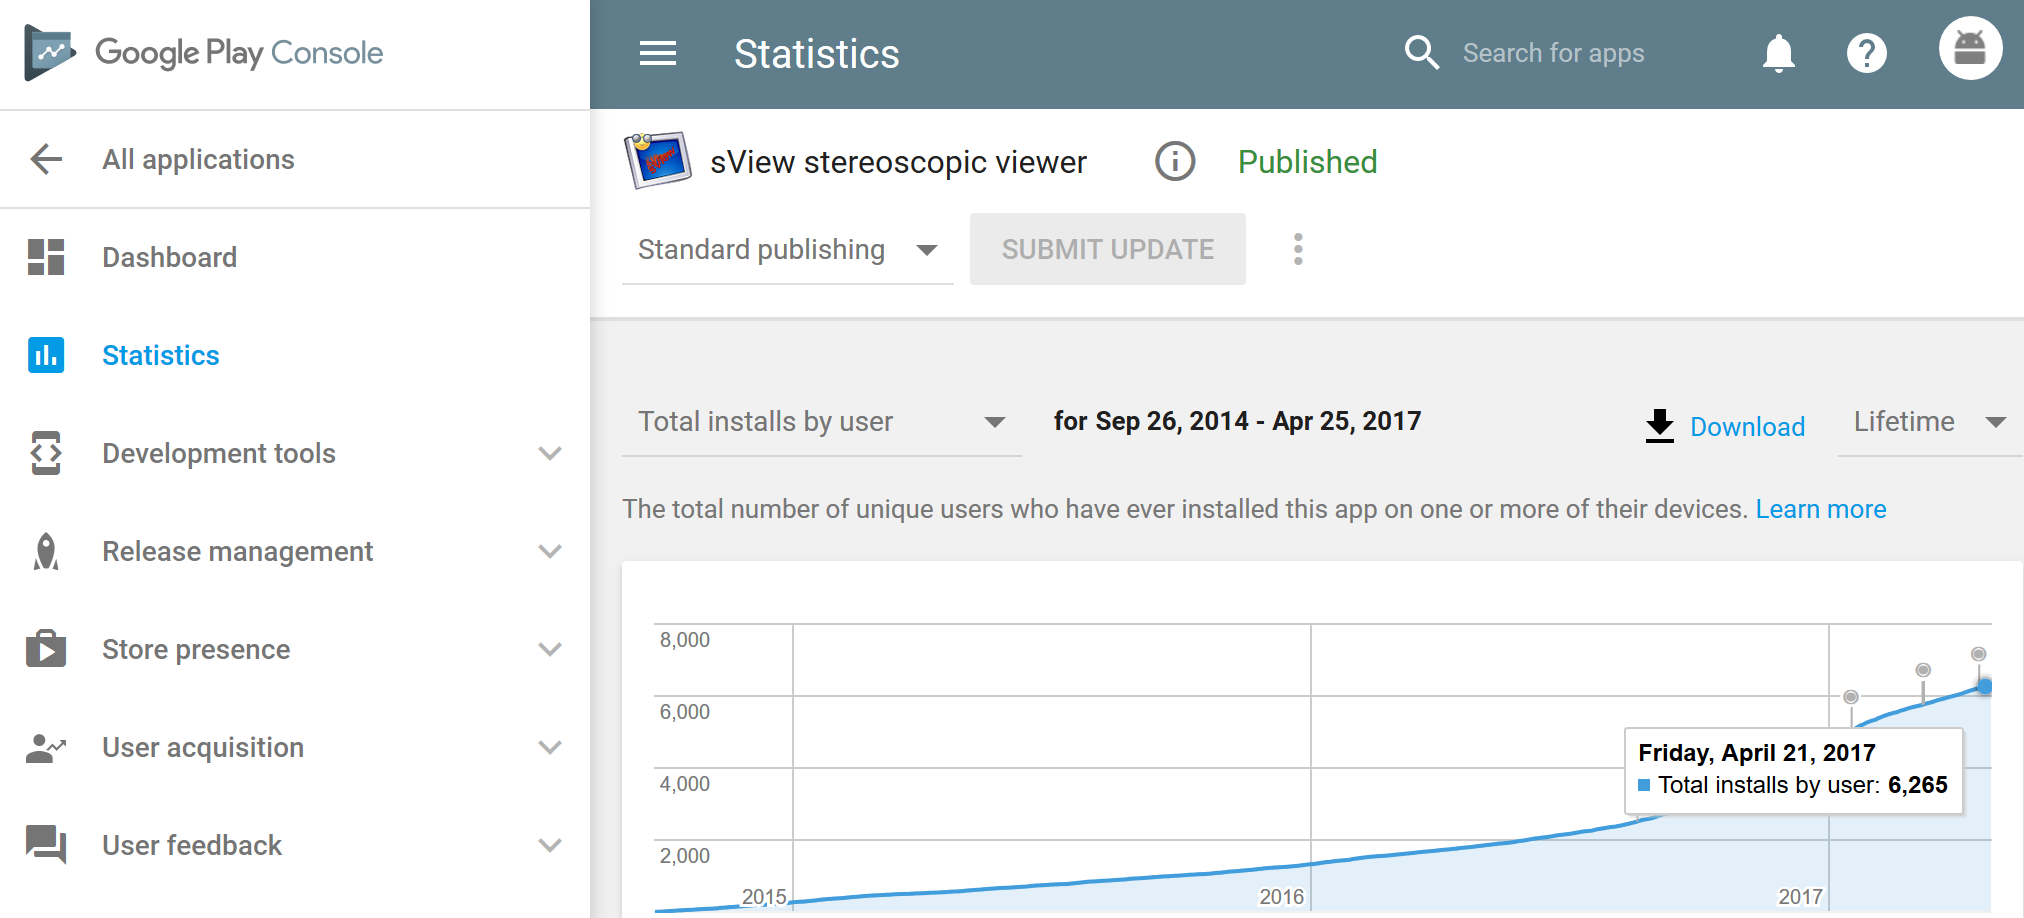 Google Play Console
Statistics
Search for apps
All applications
sView stereoscopic viewer
Published
Standard publishing
SUBMIT UPDATE
Dashboard
Statistics
Development tools
Release management
Store presence
User acquisition
User feedback
Total installs by user
for Sep 26, 2014 - Apr 25, 2017
Download
Lifetime
The total number of unique users who have ever installed this app on one or more of their devices. Learn more
8,000
6,000
4,000
2,000
Friday, April 21, 2017
Total installs by user: 6,265
2015
2016
2017